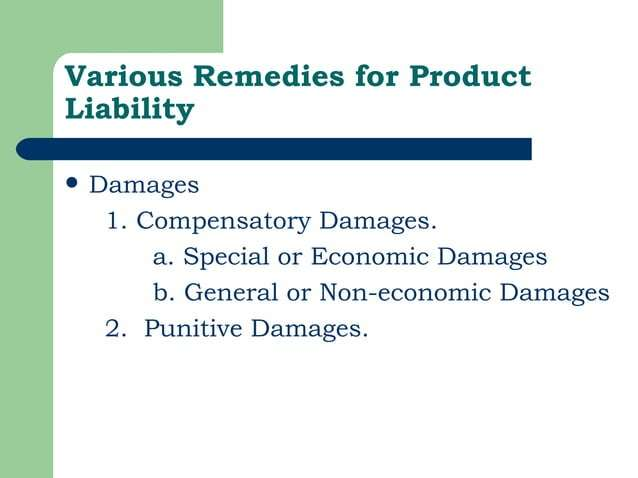 Various Remedies for Product
Liability
● Damages
1. Compensatory Damages.
a. Special or Economic Damages
b. General or Non-economic Damages
2. Punitive Damages.